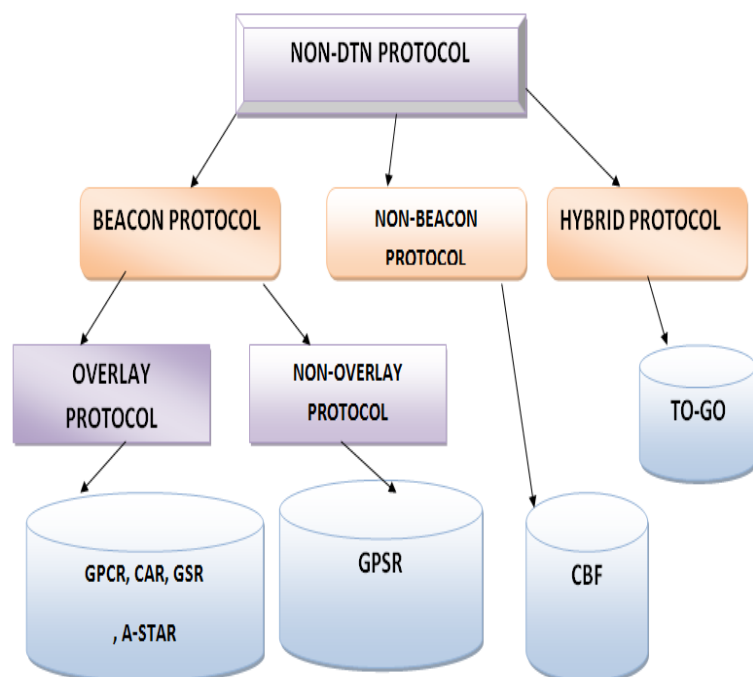 NON-DTN PROTOCOL
BEACON PROTOCOL
NON-BEACON
PROTOCOL
HYBRID PROTOCOL
OVERLAY
PROTOCOL
NON-OVERLAY
PROTOCOL
TO-GO
GPCR, CAR, GSR
, A-STAR
GPSR
CBF